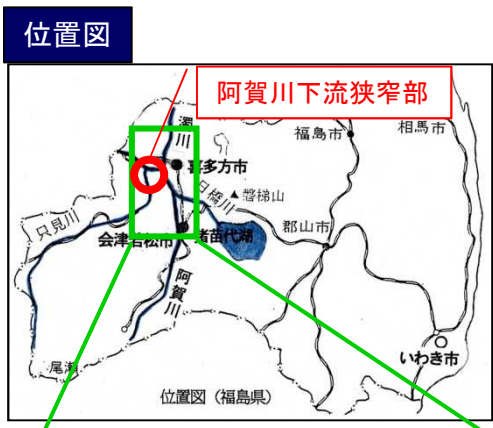 位置図
阿賀川下流狭窄部
濁川
福島市
相馬市
喜多方市
日橋川
磐梯山
只見川
会津若松市
猪苗代湖
郡山市
阿賀川
いわき市
尾瀬
位置図(福島県)